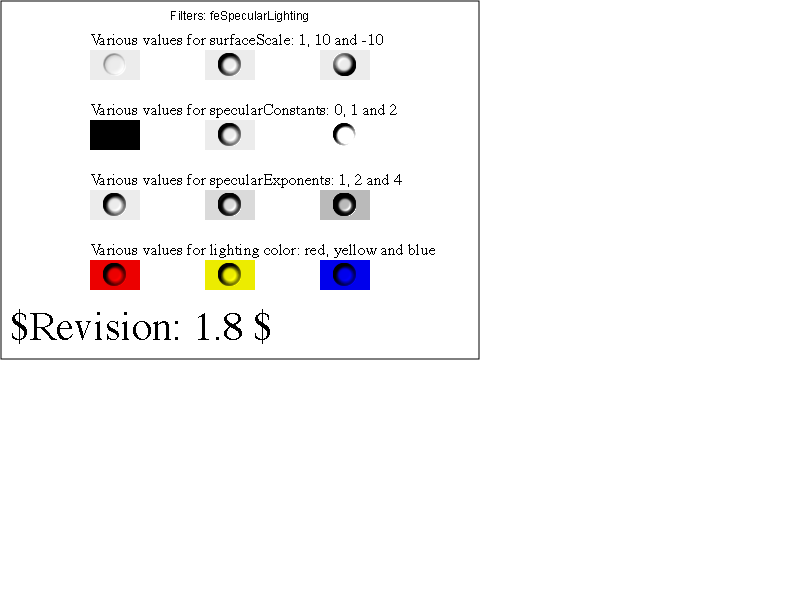 Filters: feSpecularLighting
Various values for surfaceScale: 1, 10 and -10
Various values for specularConstants: 0, 1 and 2
Various values for specularExponents: 1, 2 and 4
Various values for lighting color: red, yellow and blue
$Revision: 1.8 $